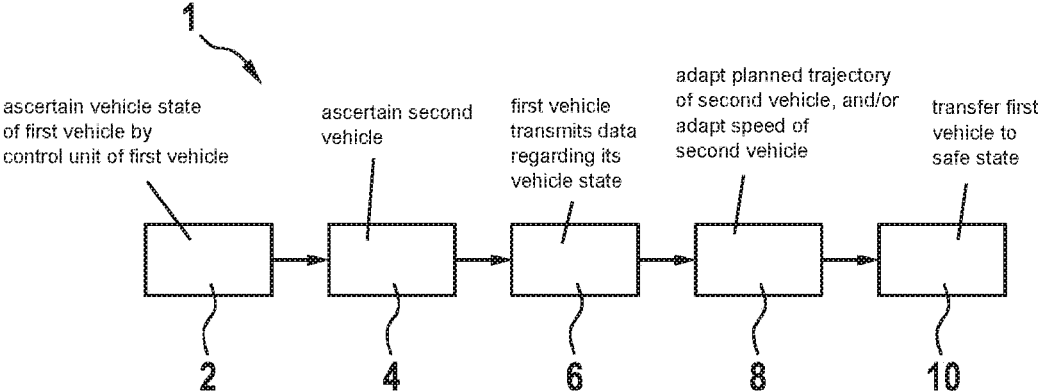 1
ascertain vehicle state
of first vehicle by
control unit of first vehicle
ascertain second
vehicle
first vehicle
transmits data
regarding its
vehicle state
adapt planned trajectory
of second vehicle, and/or
adapt speed of
second vehicle
transfer first
vehicle to
safe state
2
4
6
8
10